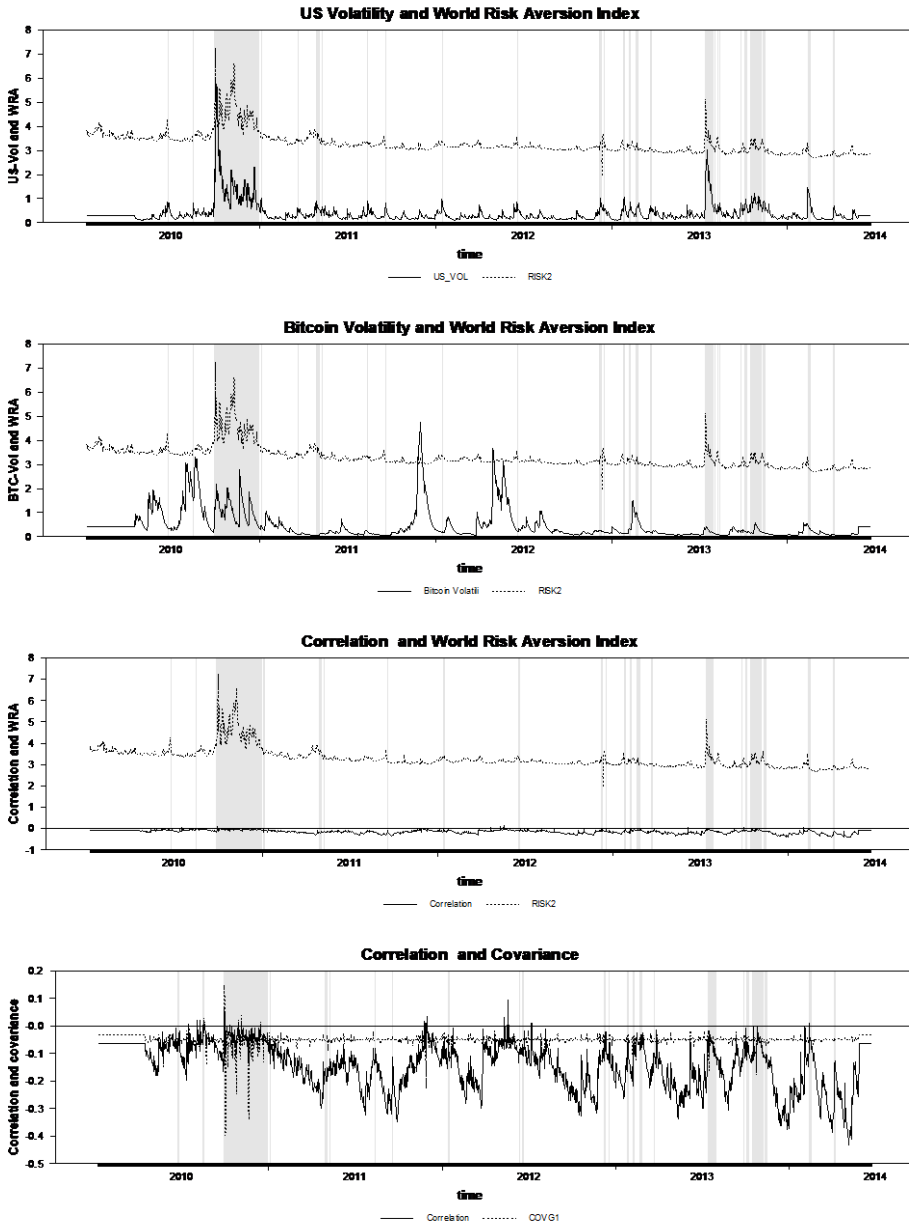 US Volatility and World Risk Aversion Index
US-Vol and WRA
8
7
6
5
4
3
2
1
0
2010 2011 2012 2013 2014
time
US_VOL RISK2
Bitcoin Volatility and World Risk Aversion Index
BTC-Vol and WRA
8
7
6
5
4
3
2
1
0
2010 2011 2012 2013 2014
time
Bitcoin Volatili RISK2
Correlation and World Risk Aversion Index
Correlation and WRA
8
7
6
5
4
3
2
1
0
-1
2010 2011 2012 2013 2014
time
Correlation RISK2
Correlation and Covariance
Correlation and covariance
0.2
0.1
-0.0
-0.1
-0.2
-0.3
-0.4
-0.5
2010 2011 2012 2013 2014
time
Correlation COVG1